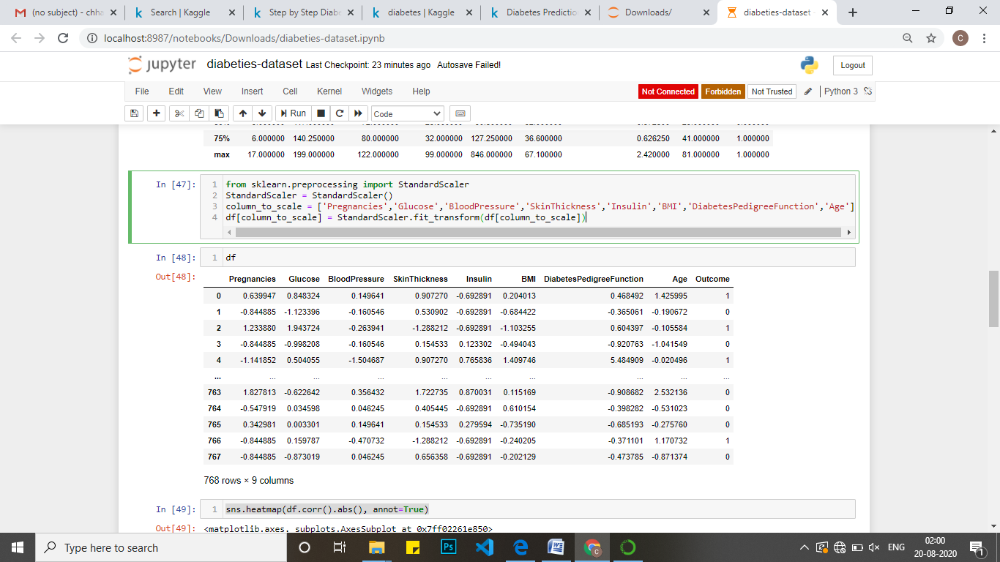 (no subject) - chha
Search | Kaggle
Step by Step Diabe
diabetes | Kaggle
Diabetes Predictio
Downloads/
diabeties-dataset -
localhost:8987/notebooks/Downloads/diabeties-dataset.ipynb
C
jupyter diabeties-dataset Last Checkpoint: 23 minutes ago Autosave Failed!
Logout
File Edit View Insert Cell Kernel Widgets Help
Not Connected Forbidden Not Trusted Python 3
Run Code
75% 6.000000 140.250000 80.000000 32.000000 127.250000 36.600000 0.626250 41.000000 1.000000
max 17.000000 199.000000 122.000000 99.000000 846.000000 67.100000 2.420000 81.000000 1.000000
In [47]:
1 from sklearn.preprocessing import StandardScaler
2 StandardScaler = StandardScaler()
3 column_to_scale = ['Pregnancies','Glucose','BloodPressure','SkinThickness','Insulin','BMI','DiabetesPedigreeFunction','Age']
4 df[column_to_scale] = StandardScaler.fit_transform(df[column_to_scale])
In [48]: 1 df
Out[48]:
Pregnancies Glucose BloodPressure SkinThickness Insulin BMI DiabetesPedigreeFunction Age Outcome
0 0.639947 0.848324 0.149641 0.907270 -0.692891 0.204013 0.468492 1.425995 1
1 -0.844885 -1.123396 -0.160546 0.530902 -0.692891 -0.684422 -0.365061 -0.190672 0
2 1.233880 1.943724 -0.263941 -1.288212 -0.692891 -1.103255 0.604397 -0.105584 1
3 -0.844885 -0.998208 -0.160546 0.154533 0.123302 -0.494043 -0.920763 -1.041549 0
4 -1.141852 0.504055 -1.504687 0.907270 0.765836 1.409746 5.484909 -0.020496 1
... ... ... ... ... ... ... ... ... ...
763 1.827813 -0.622642 0.356432 1.722735 0.870031 0.115169 -0.908682 2.532136 0
764 -0.547919 0.034598 0.046245 0.405445 -0.692891 0.610154 -0.398282 -0.531023 0
765 0.342981 0.003301 0.149641 0.154533 0.279594 -0.735190 -0.685193 -0.275760 0
766 -0.844885 0.159787 -0.470732 -1.288212 -0.692891 -0.240205 -0.371101 1.170732 1
767 -0.844885 -0.873019 0.046245 0.656358 -0.692891 -0.202129 -0.473785 -0.871374 0
768 rows × 9 columns
In [49]: 1 sns.heatmap(df.corr().abs(), annot=True)
Out[49]: <matplotlib.axes._subplots.AxesSubplot at 0x7ff02261e850>
Type here to search
Ps
ENG
02:00
20-08-2020
1